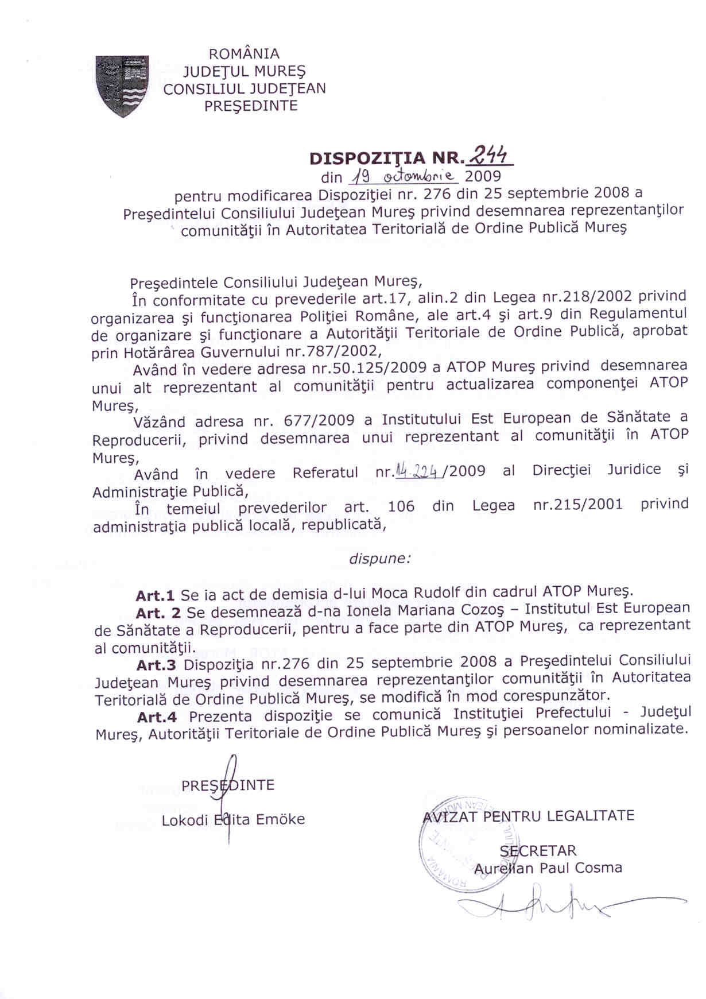 ROMÂNIA
JUDEŢUL MUREŞ
CONSILIUL JUDEŢEAN
PREŞEDINTE
DISPOZIŢIA NR. 244
din 19 octombrie 2009
pentru modificarea Dispoziţiei nr. 276 din 25 septembrie 2008 a
Preşedintelui Consiliului Judeţean Mureş privind desemnarea reprezentanţilor
comunităţii în Autoritatea Teritorială de Ordine Publică Mureş
Preşedintele Consiliului Judeţean Mureş,
În conformitate cu prevederile art.17, alin.2 din Legea nr.218/2002 privind
organizarea şi funcţionarea Poliţiei Române, ale art.4 şi art.9 din Regulamentul
de organizare şi funcţionare a Autorităţii Teritoriale de Ordine Publică, aprobat
prin Hotărârea Guvernului nr.787/2002,
Având în vedere adresa nr.50.125/2009 a ATOP Mureş privind desemnarea
unui alt reprezentant al comunităţii pentru actualizarea componenţei ATOP
Mureş,
Văzând adresa nr. 677/2009 a Institutului Est European de Sănătate a
Reproducerii, privind desemnarea unui reprezentant al comunităţii în ATOP
Mureş,
Având în vedere Referatul nr.14.224/2009 al Direcţiei Juridice şi
Administraţie Publică,
În temeiul prevederilor art. 106 din Legea nr.215/2001 privind
administraţia publică locală, republicată,
dispune:
Art.1 Se ia act de demisia d-lui Moca Rudolf din cadrul ATOP Mureş.
Art. 2 Se desemnează d-na Ionela Mariana Cozoş – Institutul Est European
de Sănătate a Reproducerii, pentru a face parte din ATOP Mureş, ca reprezentant
al comunităţii.
Art.3 Dispoziţia nr.276 din 25 septembrie 2008 a Preşedintelui Consiliului
Judeţean Mureş privind desemnarea reprezentanţilor comunităţii în Autoritatea
Teritorială de Ordine Publică Mureş, se modifică în mod corespunzător.
Art.4 Prezenta dispoziţie se comunică Instituţiei Prefectului - Judeţul
Mureş, Autorităţii Teritoriale de Ordine Publică Mureş şi persoanelor nominalizate.
PREŞEDINTE
Lokodi Edita Emöke
AVIZAT PENTRU LEGALITATE
SECRETAR
Aurelian Paul Cosma
ROMANIA